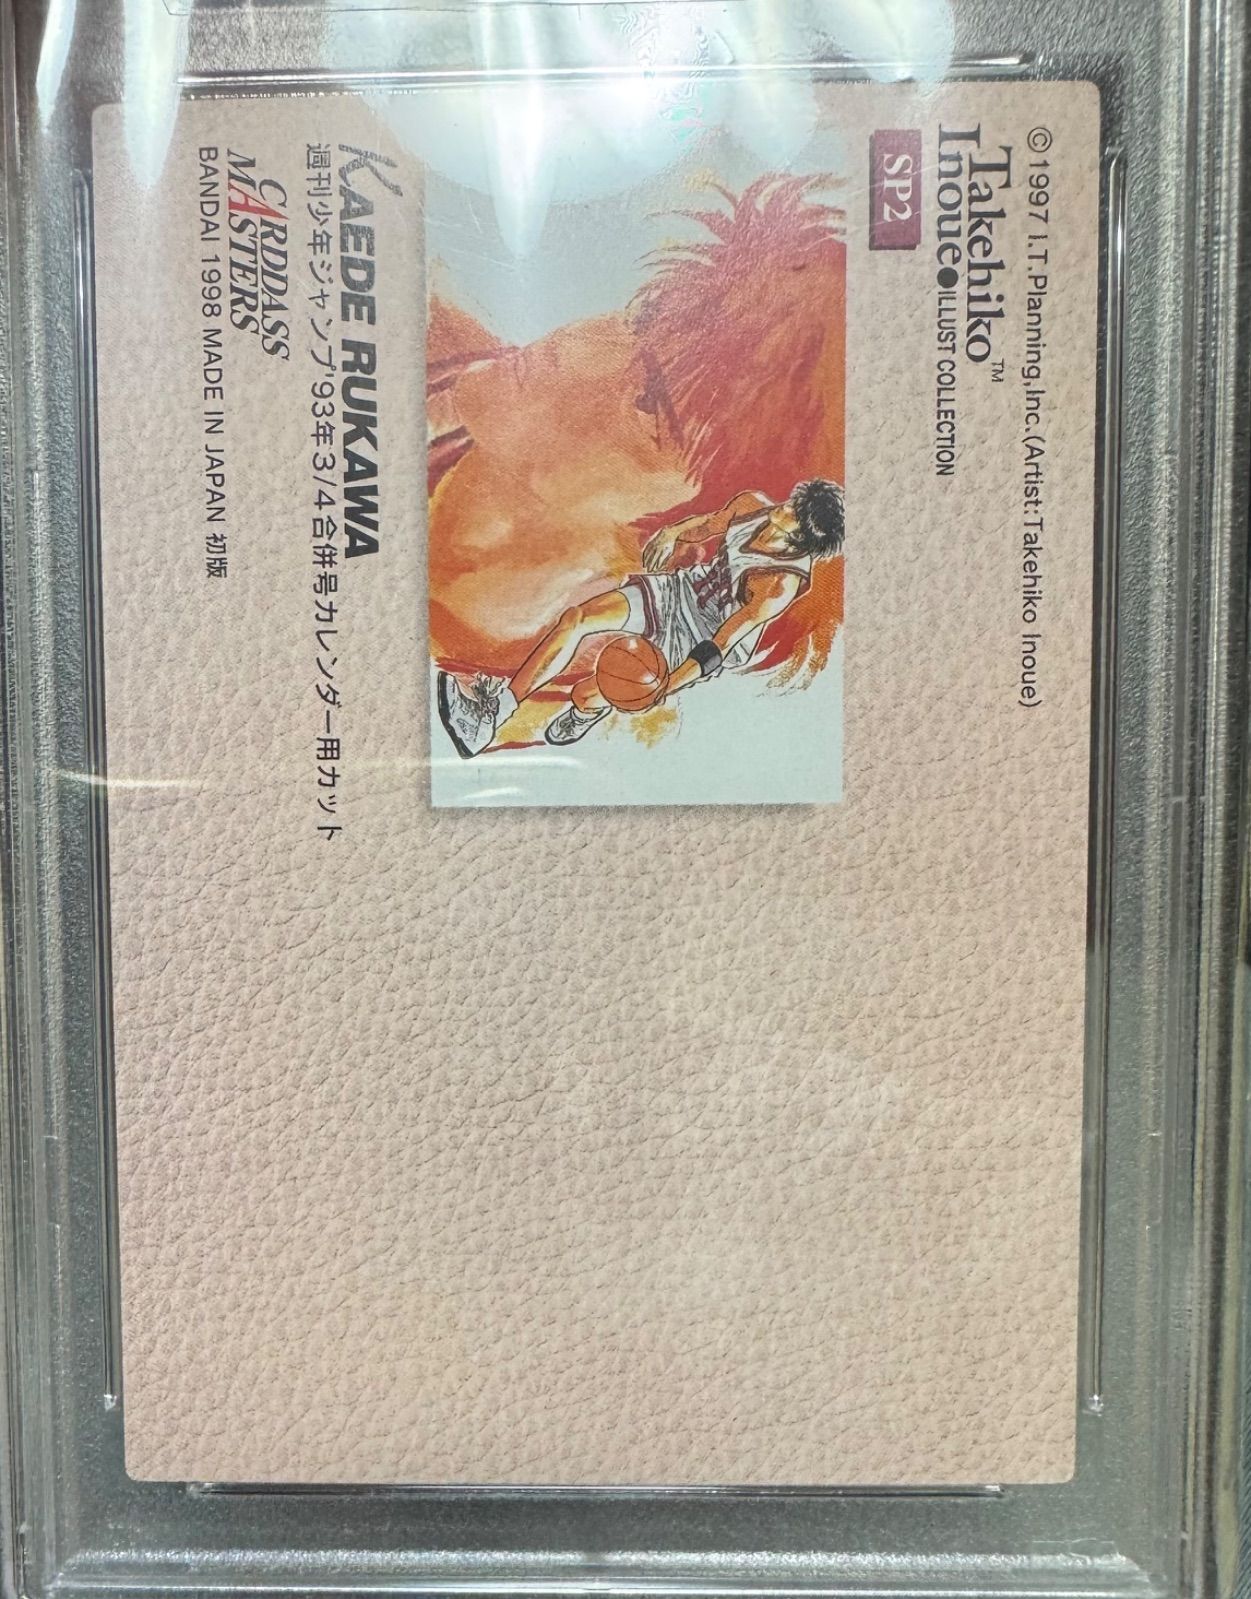 ©1997 I.T.Planning,Inc.(Artist:Takehiko Inoue)
Takehiko™
Inoue●ILLUST COLLECTION
SP2
KAEDE RUKAWA
週刊少年ジャンプ'93年3/4合併号カレンダー用カット
CARDDASS
MASTERS
BANDAI 1998 MADE IN JAPAN 初版